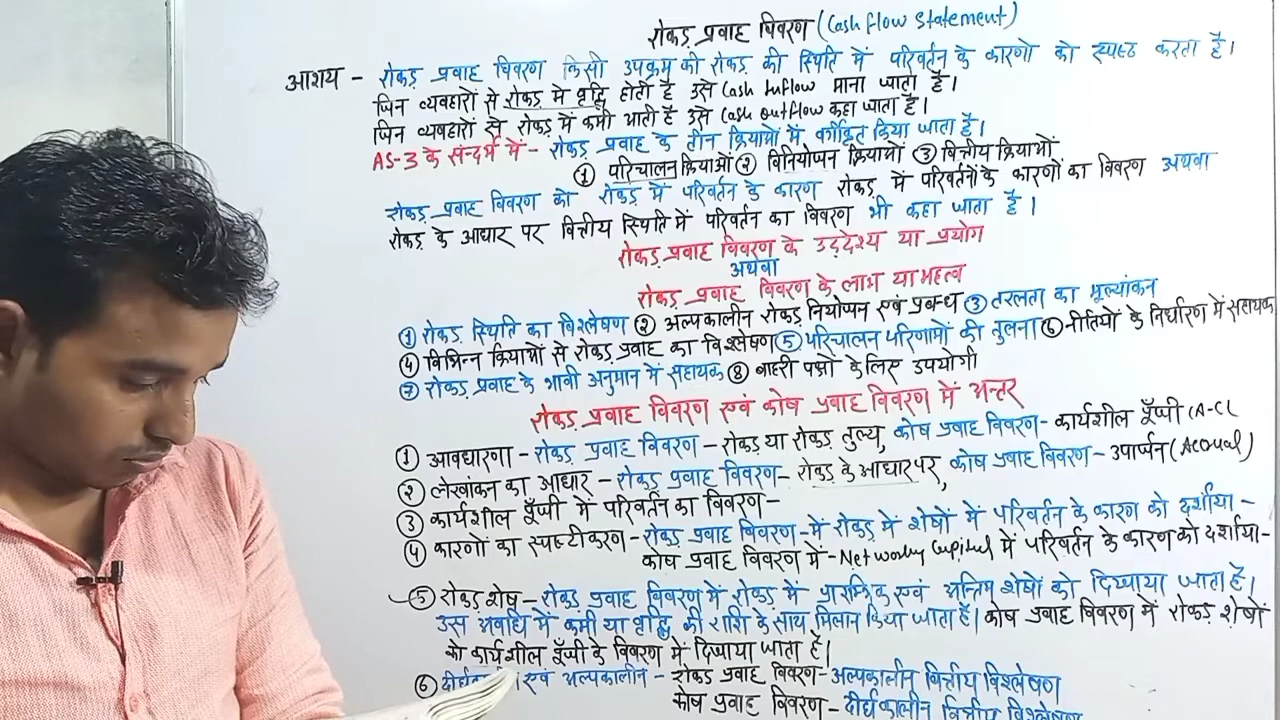 रोकड़ प्रवाह विवरण (Cash flow Statement)
आशय - रोकड़ प्रवाह विवरण किसी उपक्रम की रोकड़ की स्थिति में परिवर्तन के कारणो को स्पष्ट करता है।
जिन व्यवहारों से रोकड़ में वृद्धि होती है उसे Cash Inflow माना जाता है।
जिन व्यवहारों से रोकड़ में कमी आती है उसे Cash Outflow कहा जाता है।
AS-3 के संन्दर्भ में - रोकड़ प्रवाह के तीन क्रियाओं में वर्गीकृत किया जाता है।
① परिचालन क्रियाओं ② विनियोजन क्रियाओं ③ वित्तीय क्रियाओं
रोकड़ प्रवाह विवरण को रोकड़ में परिवर्तन के कारण रोकड़ में परिवर्तनों के कारणों का विवरण अथवा
रोकड़ के आधार पर वित्तीय स्थिति में परिवर्तन का विवरण भी कहा जाता है।
रोकड़ प्रवाह विवरण के उद्देश्य या प्रयोग
अथवा
रोकड़ प्रवाह विवरण के लाभ या महत्व
① रोकड़ स्थिति का विश्लेषण ② अल्पकालीन रोकड़ नियोजन एवं प्रबन्ध ③ तरलता का मूल्यांकन
④ विभिन्न क्रियाओं से रोकड़ प्रवाह का विश्लेषण ⑤ परिचालन परिणामों की तुलना ⑥ नीतियों के निर्धारण में सहायक
⑦ रोकड़ प्रवाह के भावी अनुमान में सहायक ⑧ बाहरी पक्षों के लिए उपयोगी
रोकड़ प्रवाह विवरण एवं कोष प्रवाह विवरण में अन्तर
① अवधारणा - रोकड़ प्रवाह विवरण - रोकड़ या रोकड़ तुल्य, कोष प्रवाह विवरण - कार्यशील पूँजी (A-CL
② लेखांकन का आधार - रोकड़ प्रवाह विवरण - रोकड़ के आधार पर, कोष प्रवाह विवरण - उपार्जन (Accrual)
③ कार्यशील पूँजी में परिवर्तन का विवरण -
④ कारणों का स्पष्टीकरण - रोकड़ प्रवाह विवरण - में रोकड़ में शेषों में परिवर्तन के कारण को दर्शाया -
कोष प्रवाह विवरण में - Net Working Capital में परिवर्तन के कारण को दर्शाया -
⑤ रोकड़ शेष - रोकड़ प्रवाह विवरण में रोकड़ में प्रारम्भिक एवं अन्तिम शेषों को दिखाया जाता है।
उस अवधि में कमी या वृद्धि की राशि के साथ मिलान किया जाता है। कोष प्रवाह विवरण में रोकड़ शेषों
को कार्यशील पूँजी के विवरण में दिखाया जाता है।
⑥ एवं अल्पकालीन - रोकड़ प्रवाह विवरण - अल्पकालीन वित्तीय विश्लेषण
कोष प्रवाह विवरण - दीर्घकालीन वित्तीय विश्लेषण